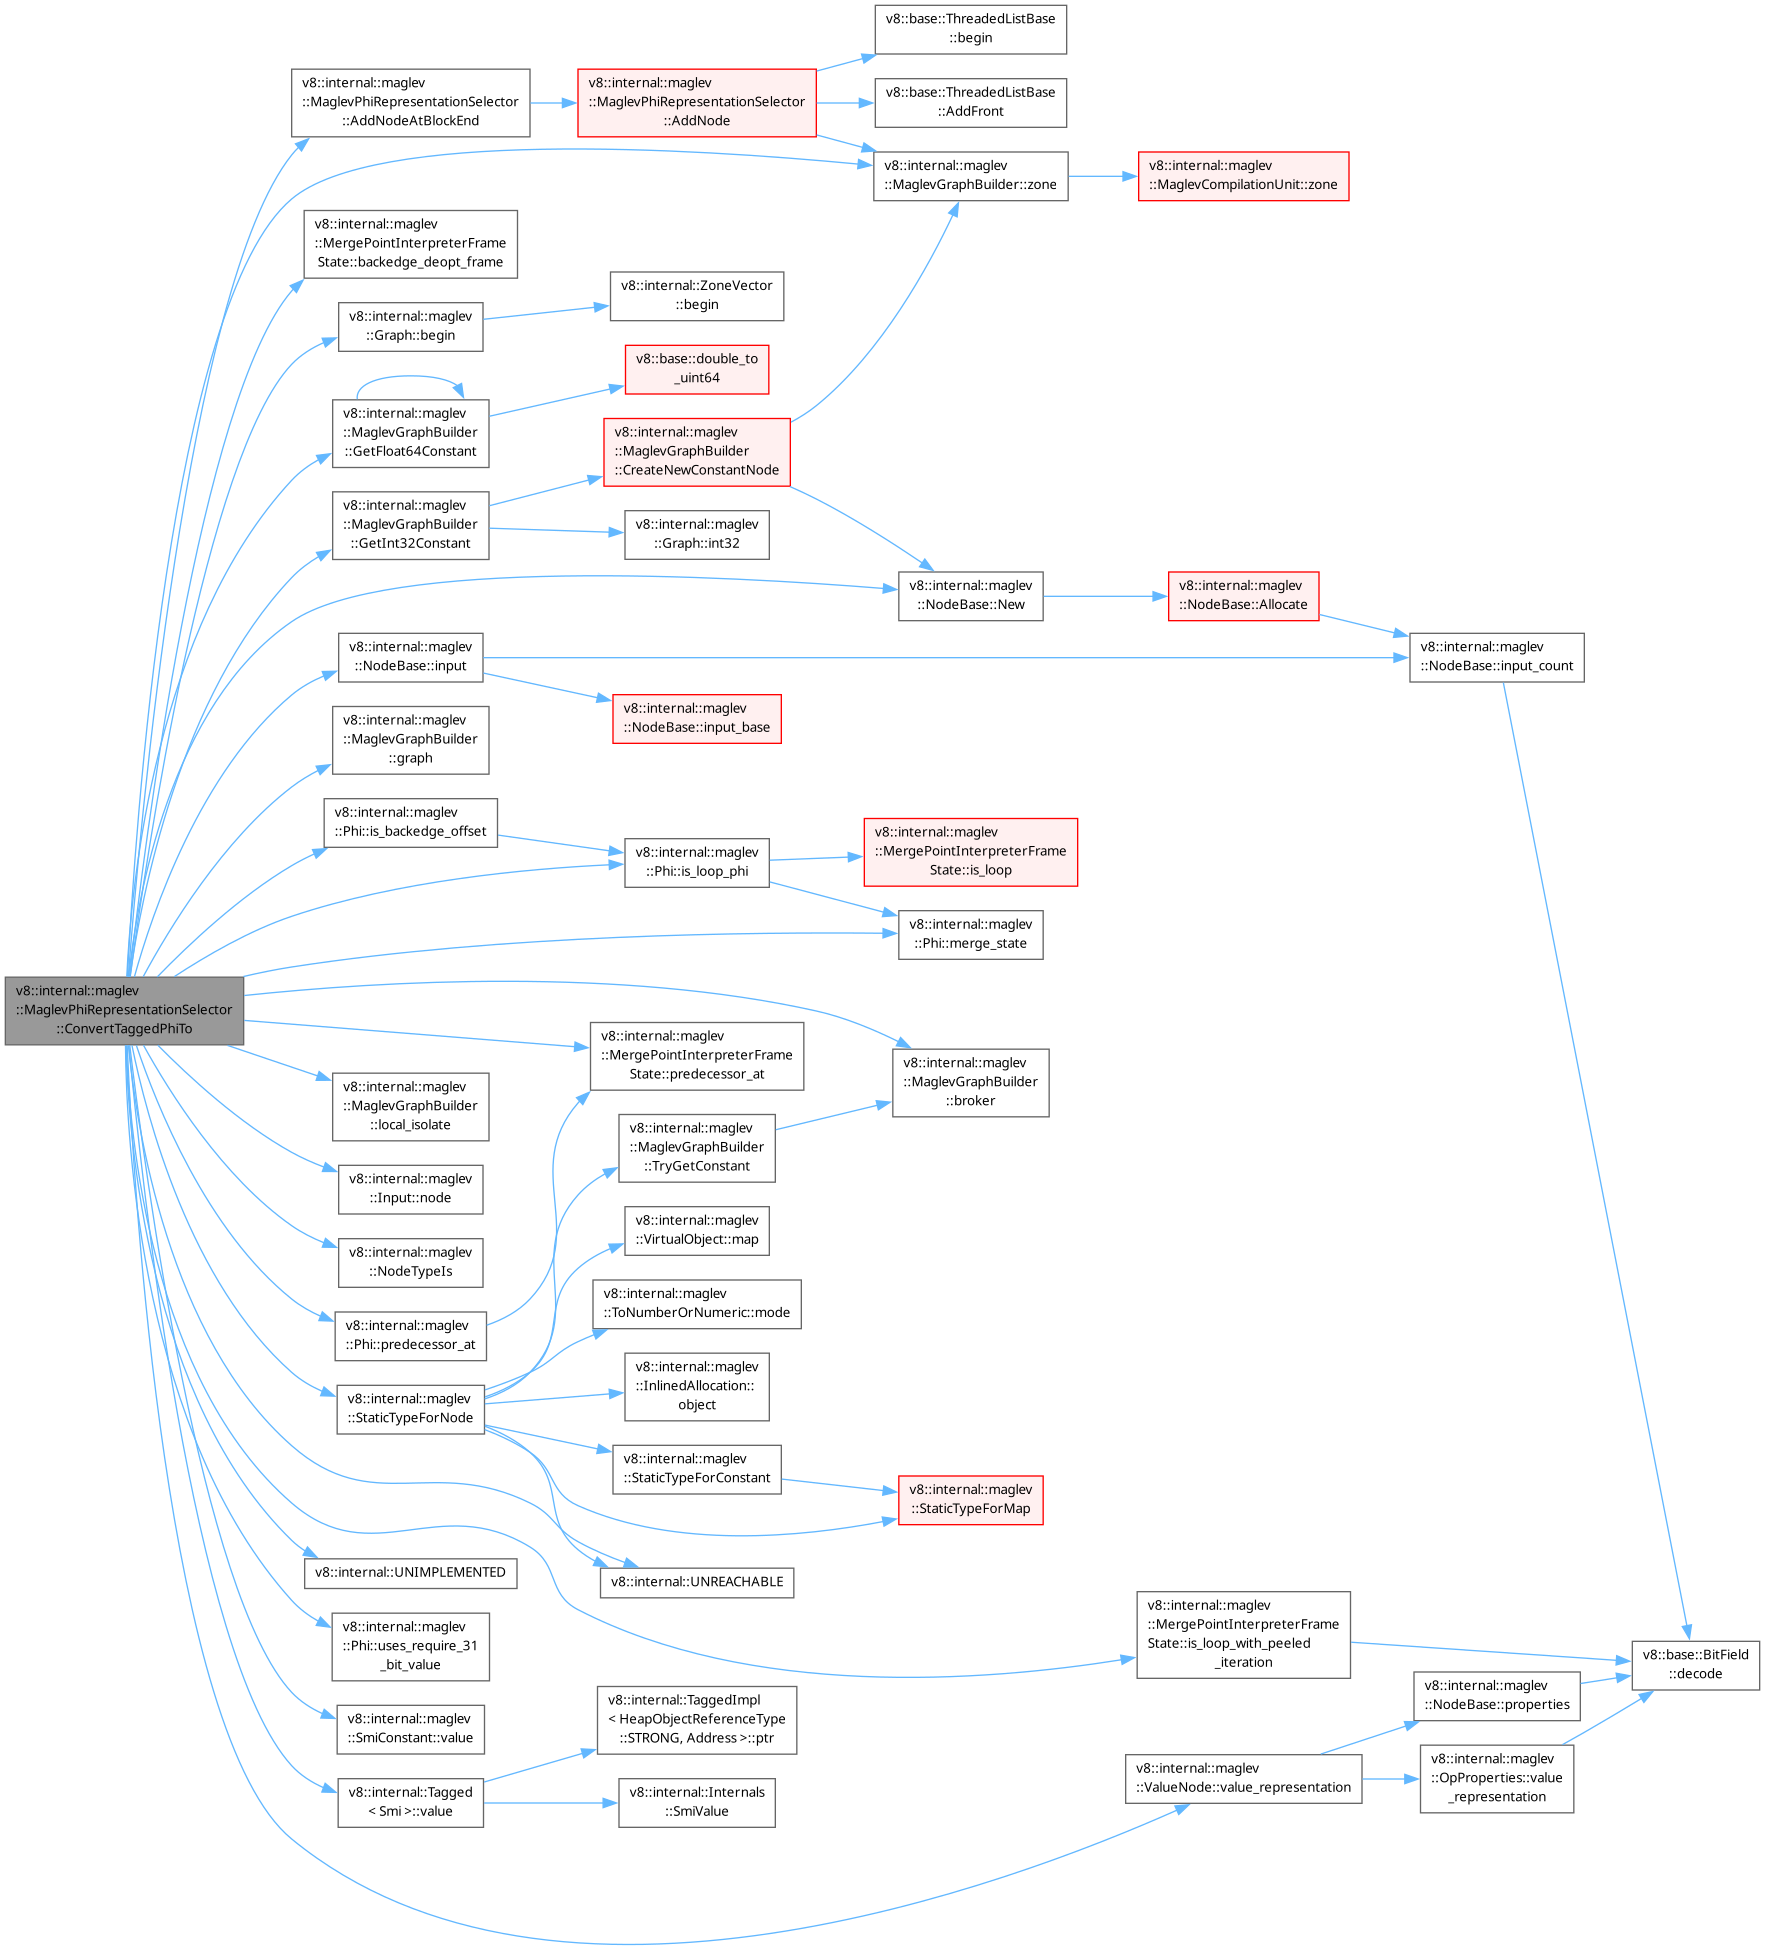 v8::base::ThreadedListBase
::begin
v8::internal::maglev
::MaglevPhiRepresentationSelector
::AddNodeAtBlockEnd
v8::internal::maglev
::MaglevPhiRepresentationSelector
::AddNode
v8::base::ThreadedListBase
::AddFront
v8::internal::maglev
::MaglevGraphBuilder::zone
v8::internal::maglev
::MaglevCompilationUnit::zone
v8::internal::maglev
::MergePointInterpreterFrame
State::backedge_deopt_frame
v8::internal::ZoneVector
::begin
v8::internal::maglev
::Graph::begin
v8::base::double_to
_uint64
v8::internal::maglev
::MaglevGraphBuilder
::GetFloat64Constant
v8::internal::maglev
::MaglevGraphBuilder
::CreateNewConstantNode
v8::internal::maglev
::MaglevGraphBuilder
::GetInt32Constant
v8::internal::maglev
::Graph::int32
v8::internal::maglev
::NodeBase::New
v8::internal::maglev
::NodeBase::Allocate
v8::internal::maglev
::NodeBase::input
v8::internal::maglev
::NodeBase::input_count
v8::internal::maglev
::NodeBase::input_base
v8::internal::maglev
::MaglevGraphBuilder
::graph
v8::internal::maglev
::Phi::is_backedge_offset
v8::internal::maglev
::Phi::is_loop_phi
v8::internal::maglev
::MergePointInterpreterFrame
State::is_loop
v8::internal::maglev
::Phi::merge_state
v8::internal::maglev
::MaglevPhiRepresentationSelector
::ConvertTaggedPhiTo
v8::internal::maglev
::MergePointInterpreterFrame
State::predecessor_at
v8::internal::maglev
::MaglevGraphBuilder
::broker
v8::internal::maglev
::MaglevGraphBuilder
::local_isolate
v8::internal::maglev
::MaglevGraphBuilder
::TryGetConstant
v8::internal::maglev
::Input::node
v8::internal::maglev
::VirtualObject::map
v8::internal::maglev
::NodeTypeIs
v8::internal::maglev
::ToNumberOrNumeric::mode
v8::internal::maglev
::Phi::predecessor_at
v8::internal::maglev
::InlinedAllocation::
object
v8::internal::maglev
::StaticTypeForNode
v8::internal::maglev
::StaticTypeForConstant
v8::internal::maglev
::StaticTypeForMap
v8::internal::UNIMPLEMENTED
v8::internal::UNREACHABLE
v8::internal::maglev
::MergePointInterpreterFrame
State::is_loop_with_peeled
_iteration
v8::internal::maglev
::Phi::uses_require_31
_bit_value
v8::base::BitField
::decode
v8::internal::maglev
::NodeBase::properties
v8::internal::TaggedImpl
< HeapObjectReferenceType
::STRONG, Address >::ptr
v8::internal::maglev
::SmiConstant::value
v8::internal::maglev
::ValueNode::value_representation
v8::internal::maglev
::OpProperties::value
_representation
v8::internal::Tagged
< Smi >::value
v8::internal::Internals
::SmiValue